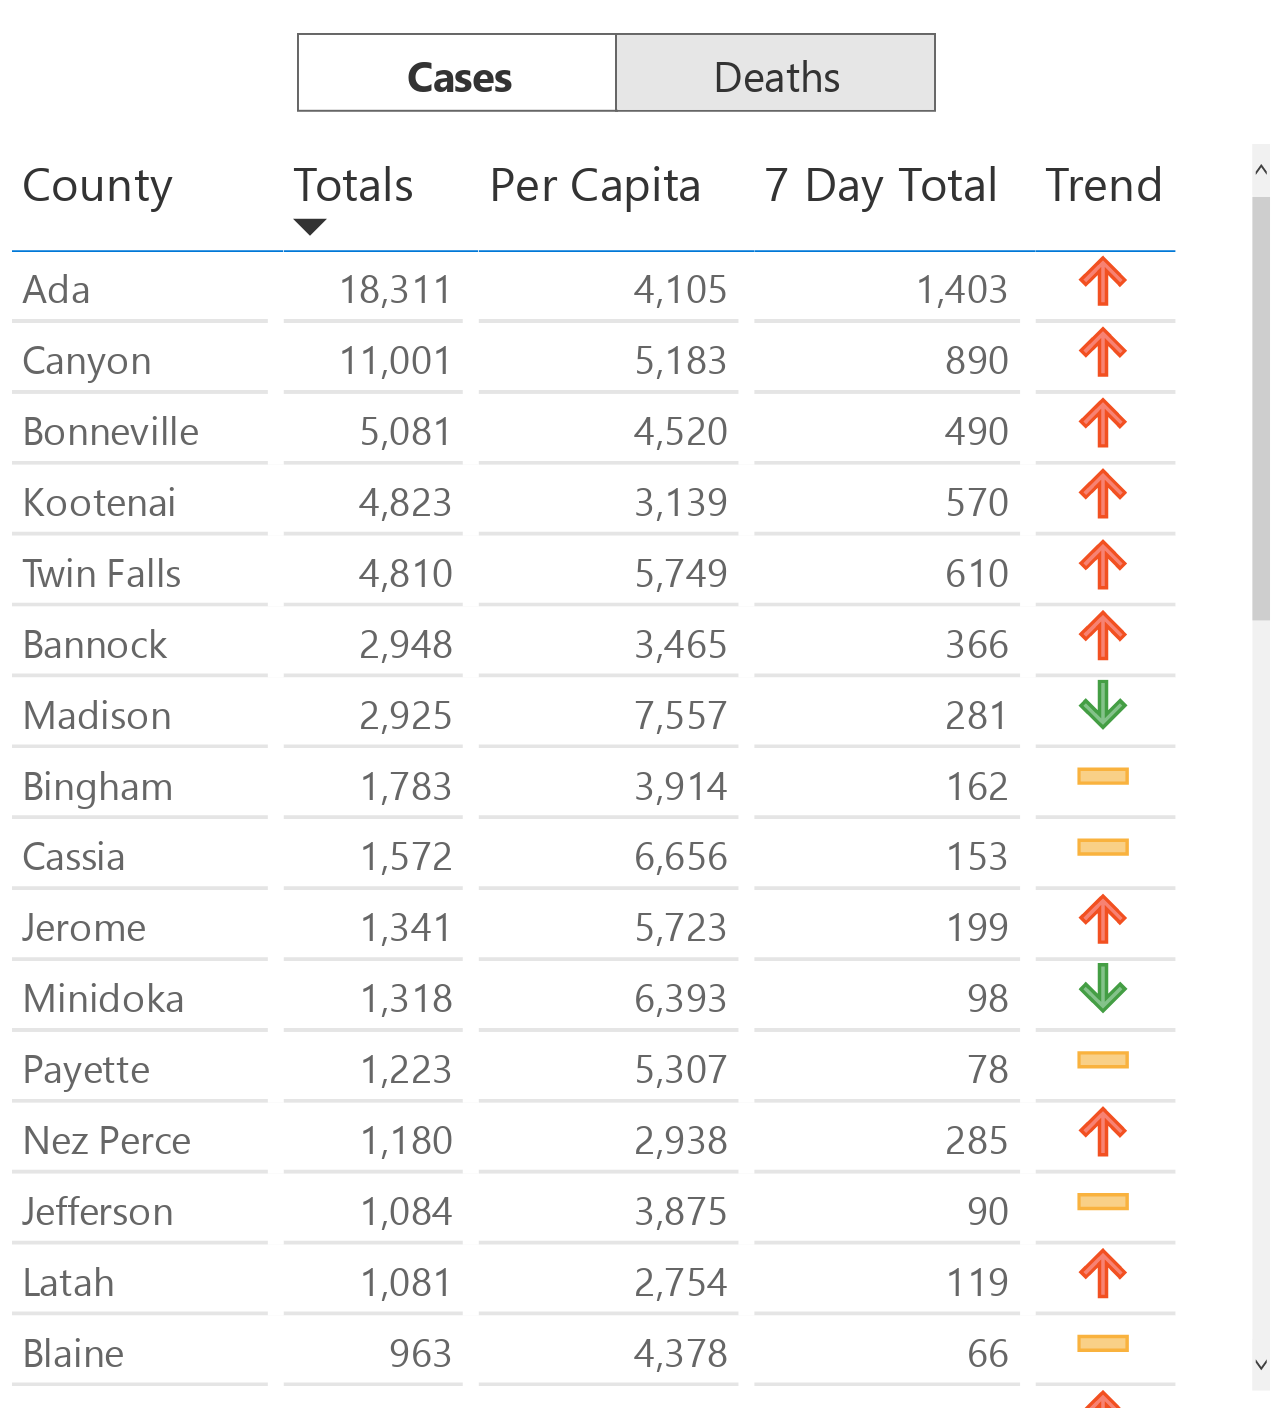 Cases Deaths
County Totals Per Capita 7 Day Total Trend
Ada 18,311 4,105 1,403
Canyon 11,001 5,183 890
Bonneville 5,081 4,520 490
Kootenai 4,823 3,139 570
Twin Falls 4,810 5,749 610
Bannock 2,948 3,465 366
Madison 2,925 7,557 281
Bingham 1,783 3,914 162
Cassia 1,572 6,656 153
Jerome 1,341 5,723 199
Minidoka 1,318 6,393 98
Payette 1,223 5,307 78
Nez Perce 1,180 2,938 285
Jefferson 1,084 3,875 90
Latah 1,081 2,754 119
Blaine 963 4,378 66